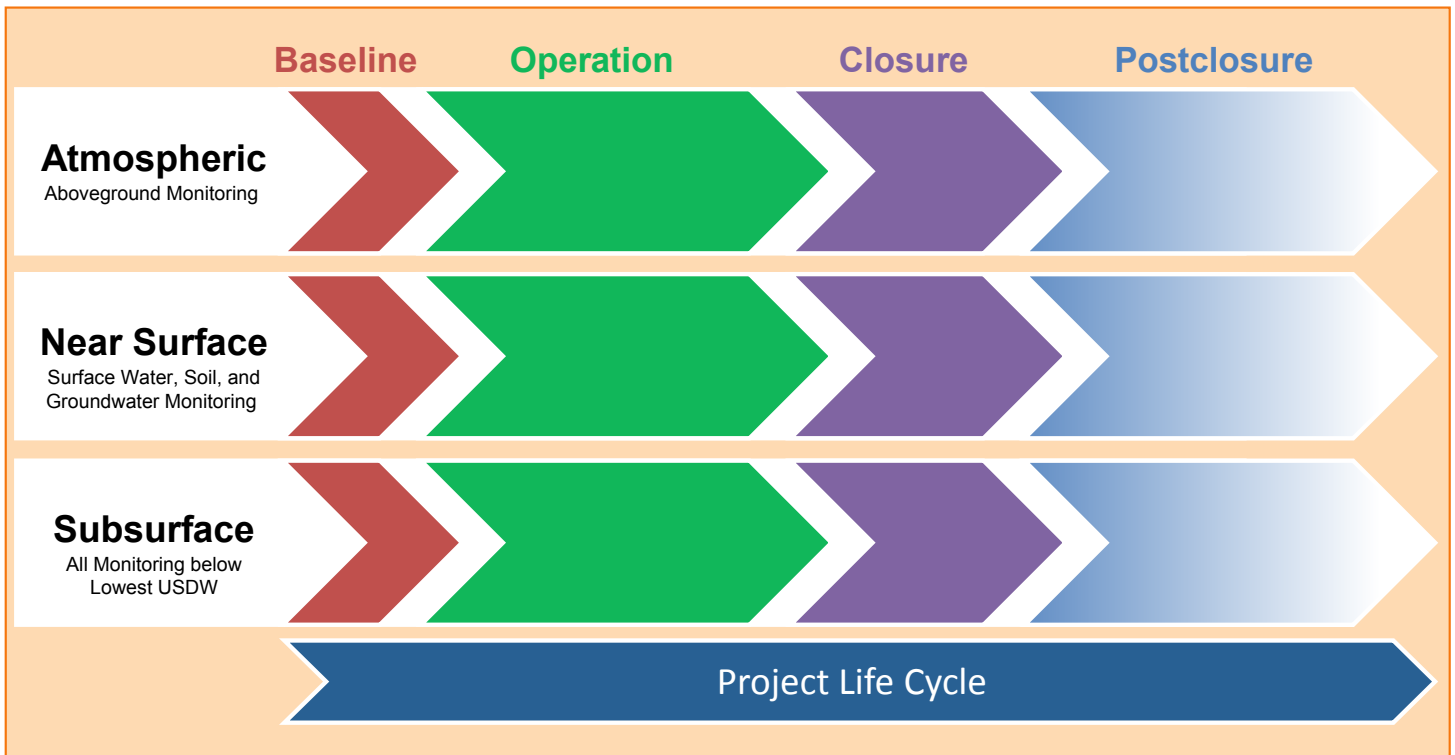 Baseline Operation Closure Postclosure
Atmospheric
Aboveground Monitoring
Near Surface
Surface Water, Soil, and
Groundwater Monitoring
Subsurface
All Monitoring below
Lowest USDW
Project Life Cycle